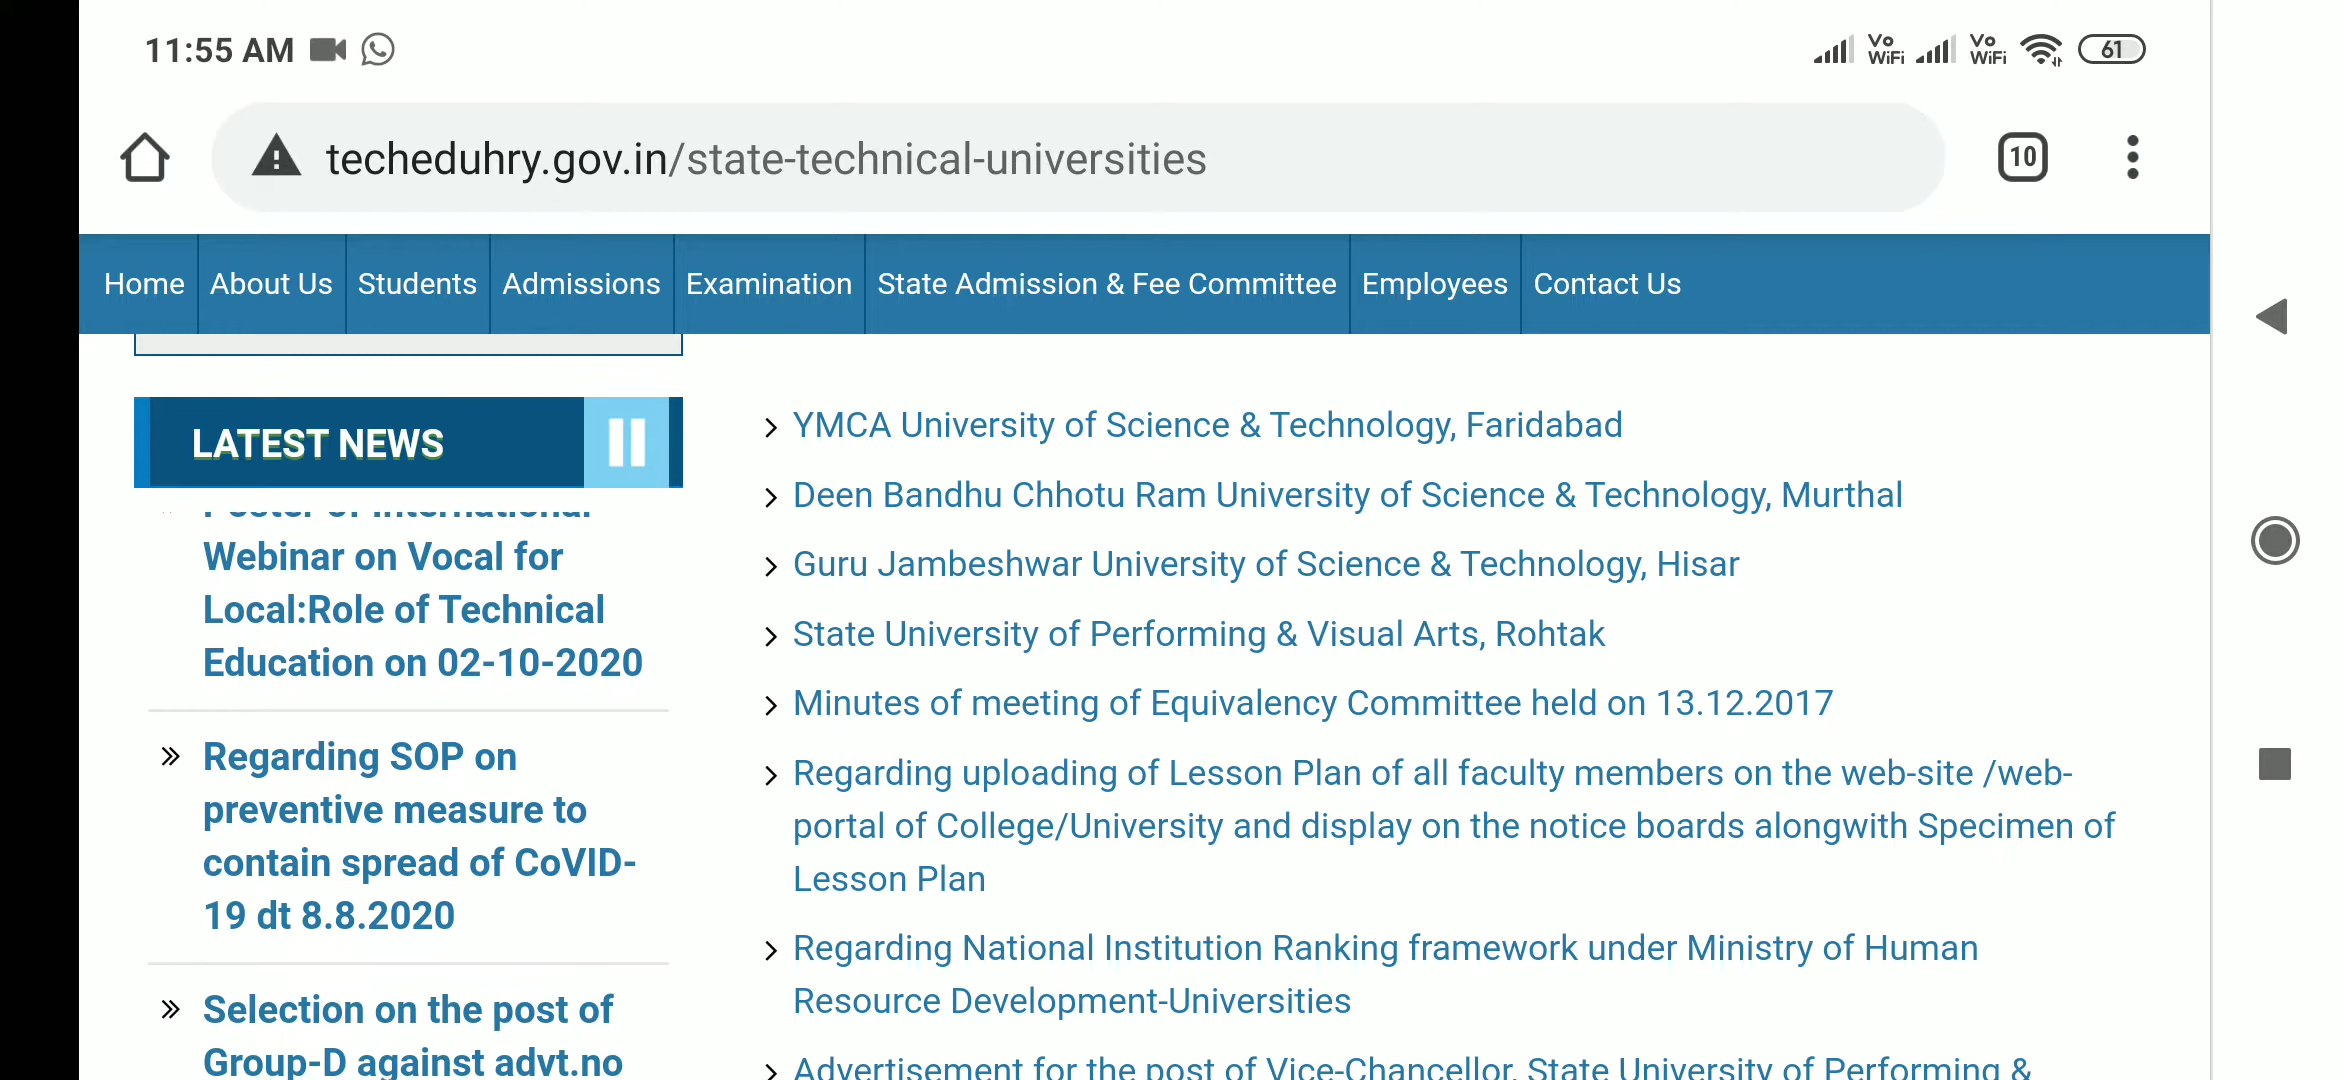 11:55 AM
Vo WiFi Vo WiFi 61
techeduhry.gov.in/state-technical-universities
10
Home About Us Students Admissions Examination State Admission & Fee Committee Employees Contact Us
LATEST NEWS
Poster of International
Webinar on Vocal for
Local:Role of Technical
Education on 02-10-2020
Regarding SOP on
preventive measure to
contain spread of CoVID-
19 dt 8.8.2020
Selection on the post of
Group-D against advt.no
YMCA University of Science & Technology, Faridabad
Deen Bandhu Chhotu Ram University of Science & Technology, Murthal
Guru Jambeshwar University of Science & Technology, Hisar
State University of Performing & Visual Arts, Rohtak
Minutes of meeting of Equivalency Committee held on 13.12.2017
Regarding uploading of Lesson Plan of all faculty members on the web-site /web-
portal of College/University and display on the notice boards alongwith Specimen of
Lesson Plan
Regarding National Institution Ranking framework under Ministry of Human
Resource Development-Universities
Advertisement for the post of Vice-Chancellor, State University of Performing &